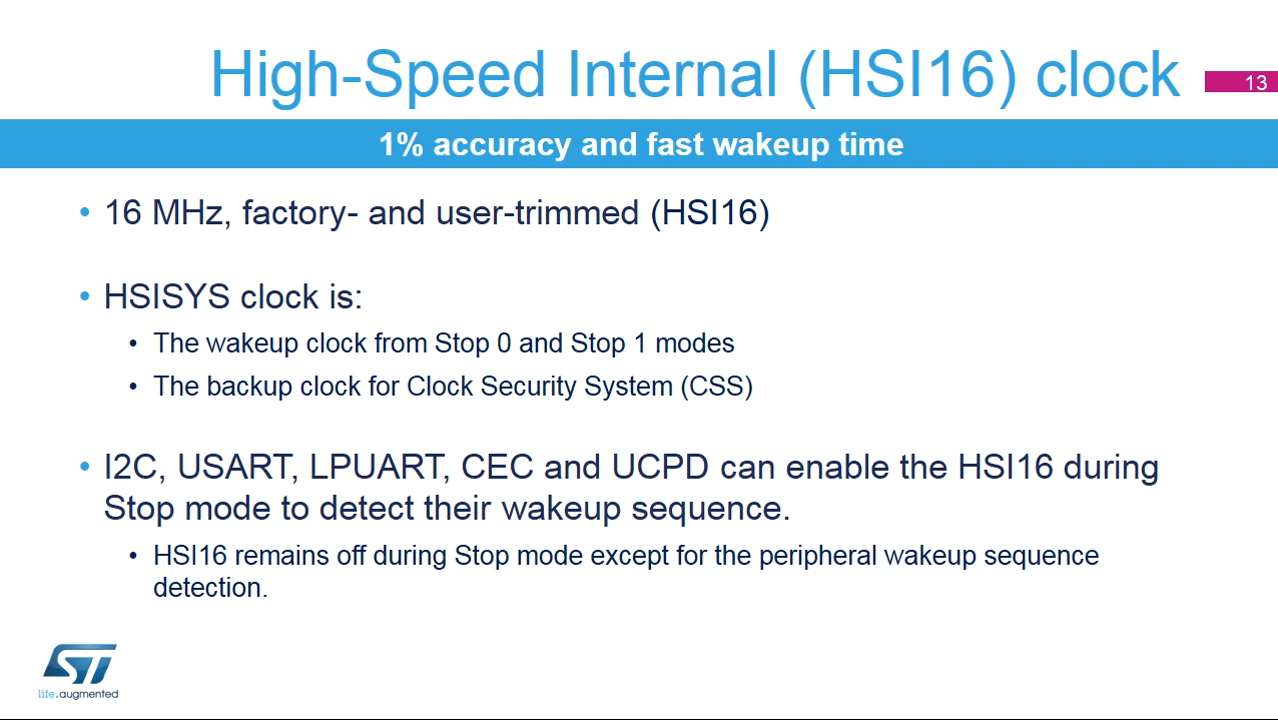 High-Speed Internal (HSI16) clock
13
1% accuracy and fast wakeup time
• 16 MHz, factory- and user-trimmed (HSI16)
• HSISYS clock is:
• The wakeup clock from Stop 0 and Stop 1 modes
• The backup clock for Clock Security System (CSS)
• I2C, USART, LPUART, CEC and UCPD can enable the HSI16 during
Stop mode to detect their wakeup sequence.
• HSI16 remains off during Stop mode except for the peripheral wakeup sequence
detection.
ST
life.augmented